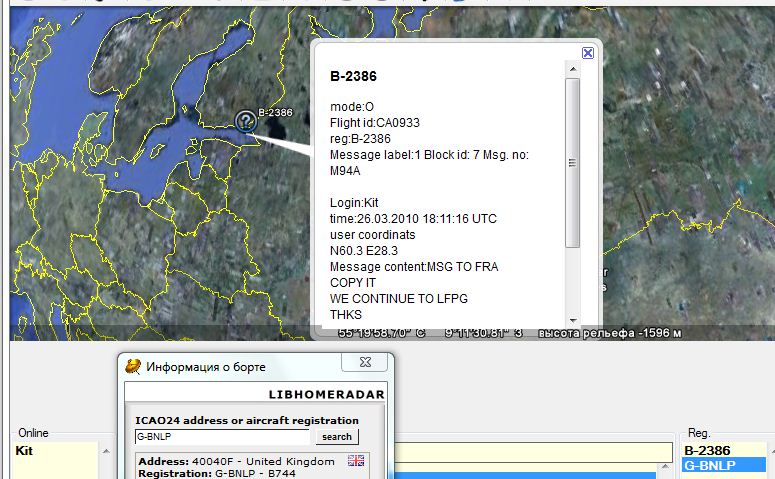 B-2386
B-2386
mode:O
Flight id:CA0933
reg:B-2386
Message label:1 Block id: 7 Msg. no:
M94A
Login:Kit
time:26.03.2010 18:11:16 UTC
user coordinats
N60.3 E28.3
Message content:MSG TO FRA
COPY IT
WE CONTINUE TO LFPG
THKS
55°19'58.70" С 9°11'30.81" З высота рельефа -1596 м
Информация о борте
LIBHOMERADAR
ICAO24 address or aircraft registration
G-BNLP search
Address: 40040F - United Kingdom
Registration: G-BNLP - B744
Online
Kit
Reg.
B-2386
G-BNLP